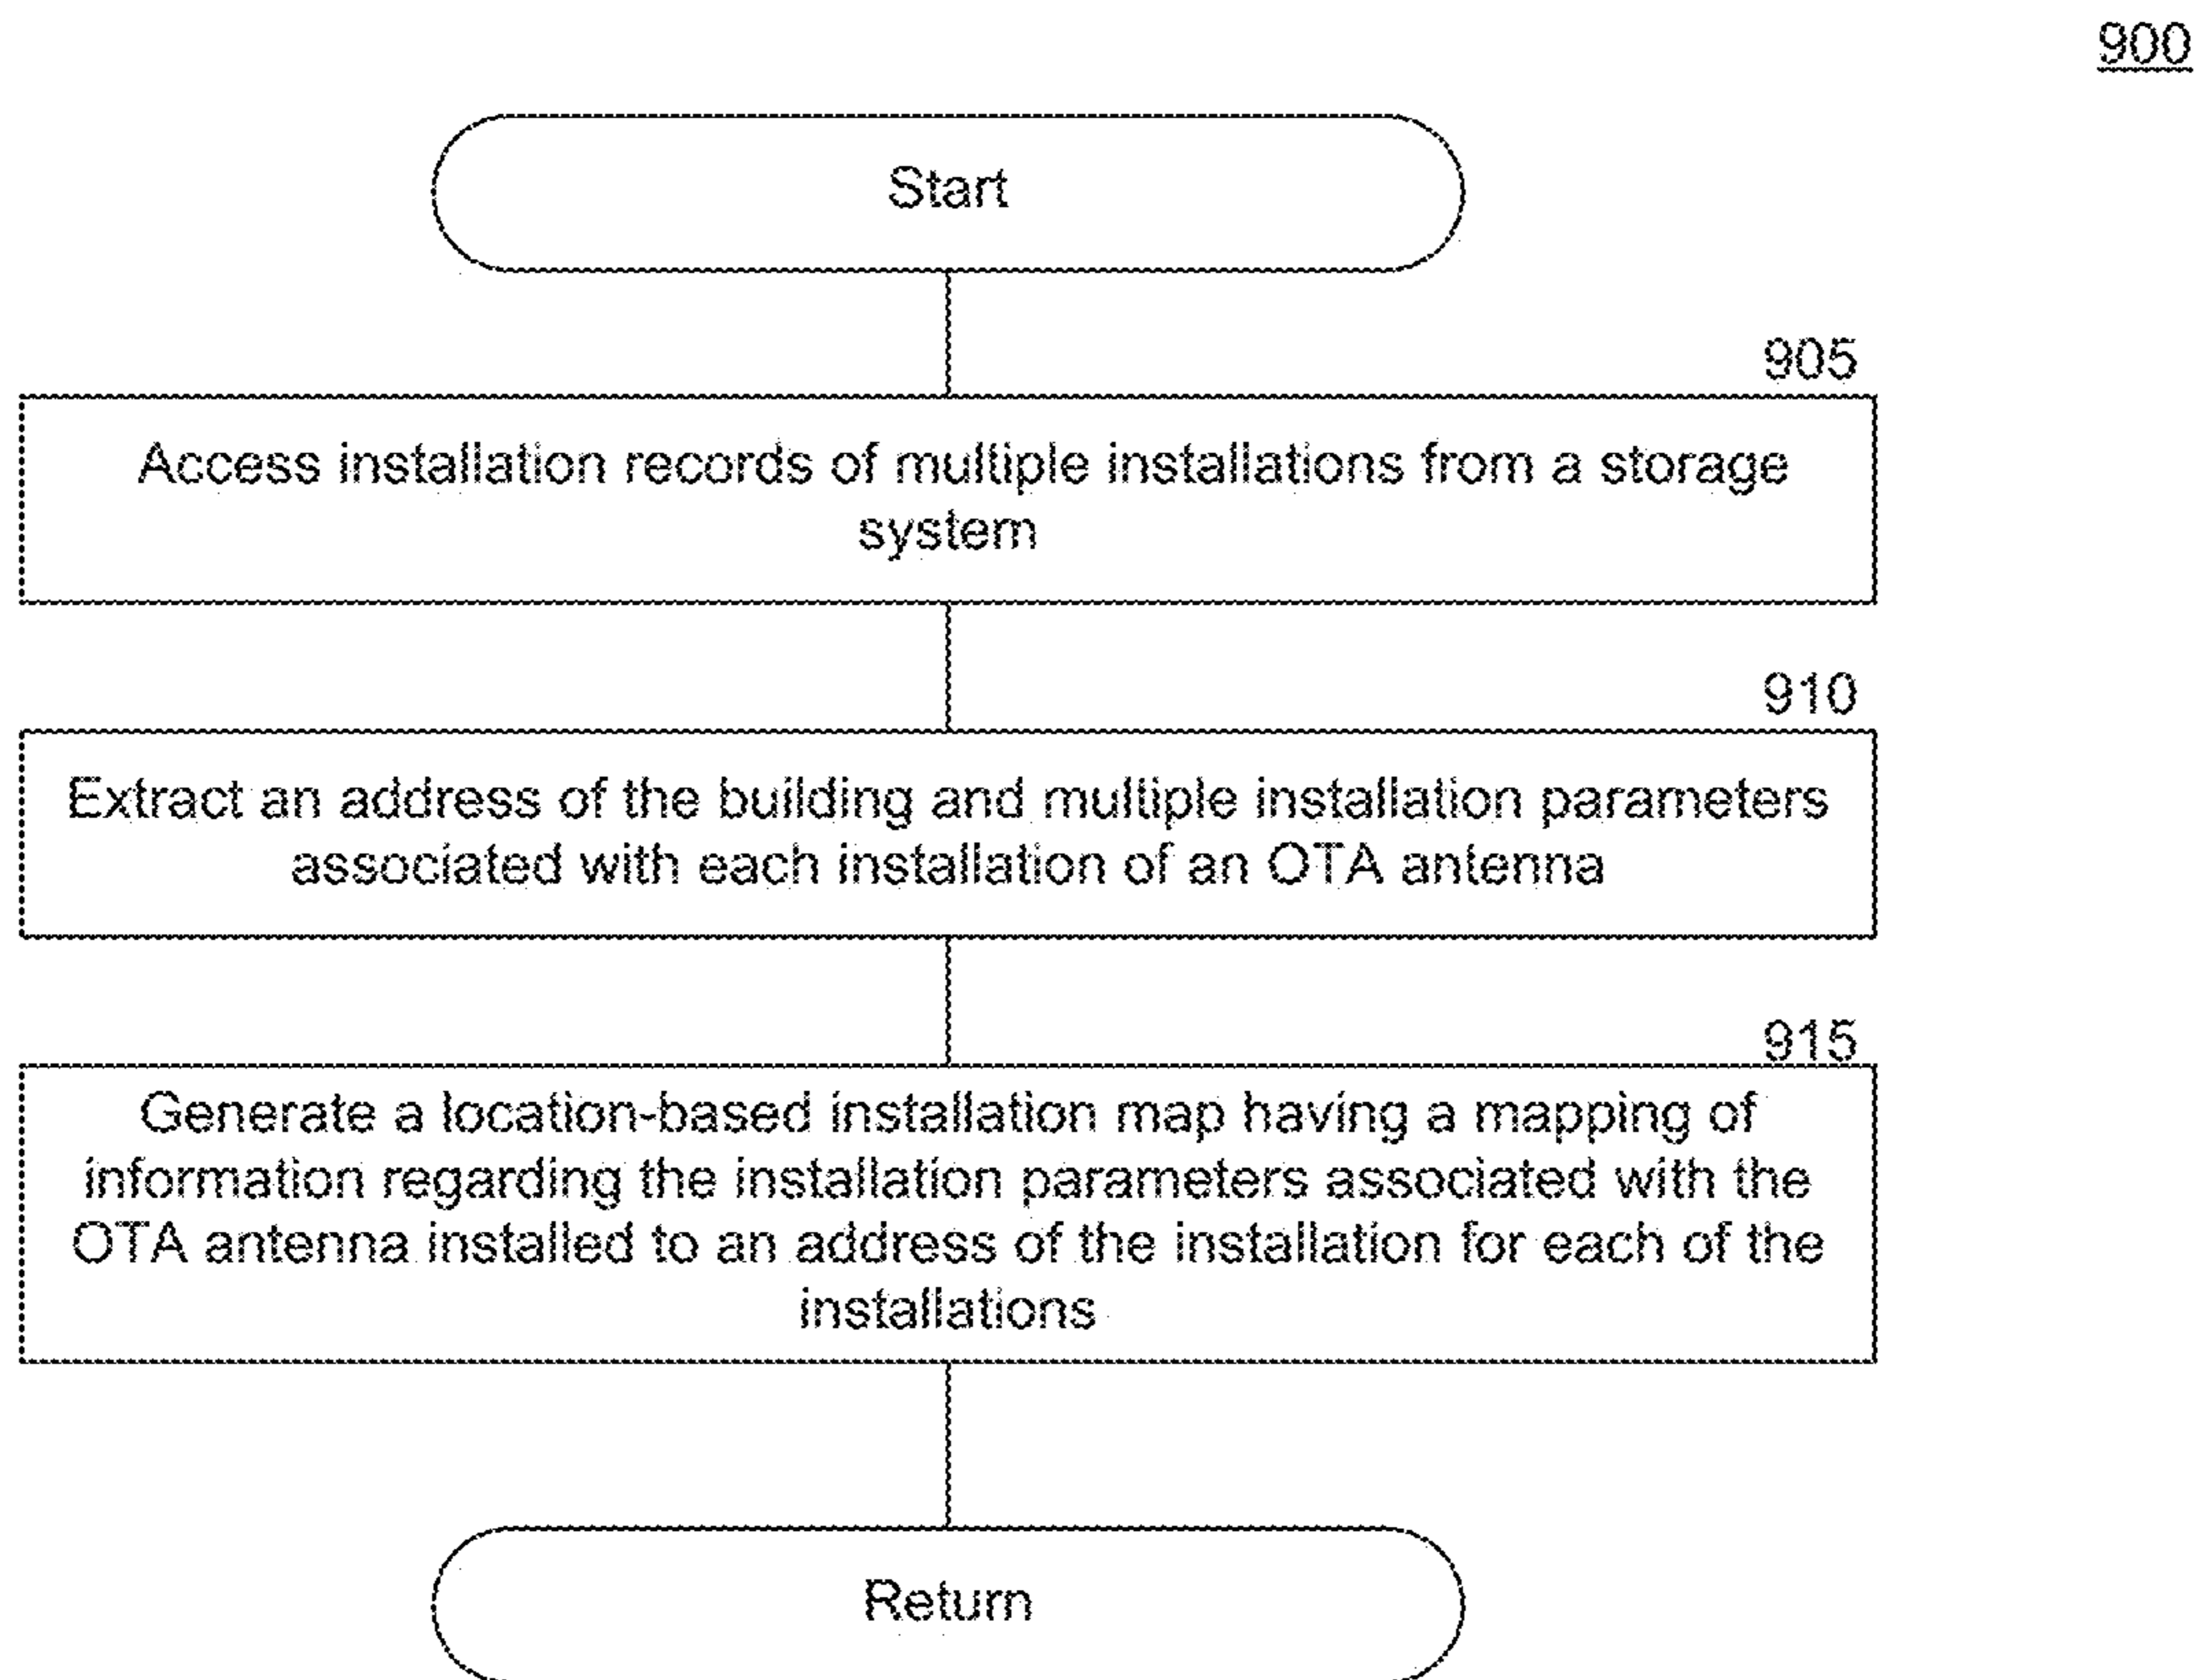 900
Start
905
Access installation records of multiple installations from a storage
system
910
Extract an address of the building and multiple installation parameters
associated with each installation of an OTA antenna
915
Generate a location-based installation map having a mapping of
information regarding the installation parameters associated with the
OTA antenna installed to an address of the installation for each of the
installations
Return